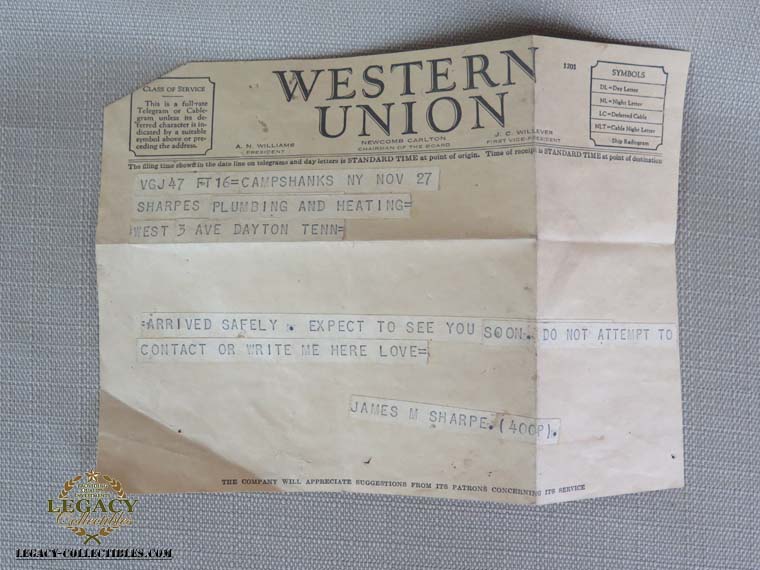 CLASS OF SERVICE
This is a full-rate
Telegram or Cable-
gram unless its de-
ferred character is in-
dicated by a suitable
symbol above or pre-
ceding the address.
WESTERN
UNION
1201
A. N. WILLIAMS
PRESIDENT
NEWCOMB CARLTON
CHAIRMAN OF THE BOARD
J. C. WILLEVER
FIRST VICE-PRESIDENT
SYMBOLS
DL=Day Letter
NL=Night Letter
LC=Deferred Cable
NLT=Cable Night Letter
Ship Radiogram
The filing time shown in the date line on telegrams and day letters is STANDARD TIME at point of origin. Time of receipt is STANDARD TIME at point of destination
VGJ47 FT16=CAMPSHANKS NY NOV 27
SHARPES PLUMBING AND HEATING=
WEST 3 AVE DAYTON TENN=
=ARRIVED SAFELY. EXPECT TO SEE YOU SOON. DO NOT ATTEMPT TO
CONTACT OR WRITE ME HERE LOVE=
JAMES M SHARPE.(400P).
THE COMPANY WILL APPRECIATE SUGGESTIONS FROM ITS PATRONS CONCERNING ITS SERVICE
LEGACY
Collectibles
LEGACY-COLLECTIBLES.COM